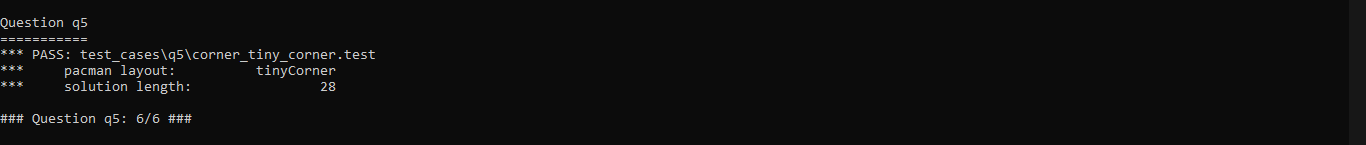 Question q5
===========
*** PASS: test_cases\q5\corner_tiny_corner.test
***     pacman layout:          tinyCorner
***     solution length:                28
### Question q5: 6/6 ###